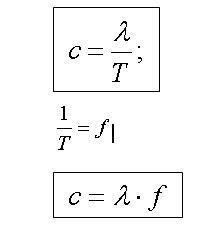 c = λ/T;
1/T = f
c = λ · f